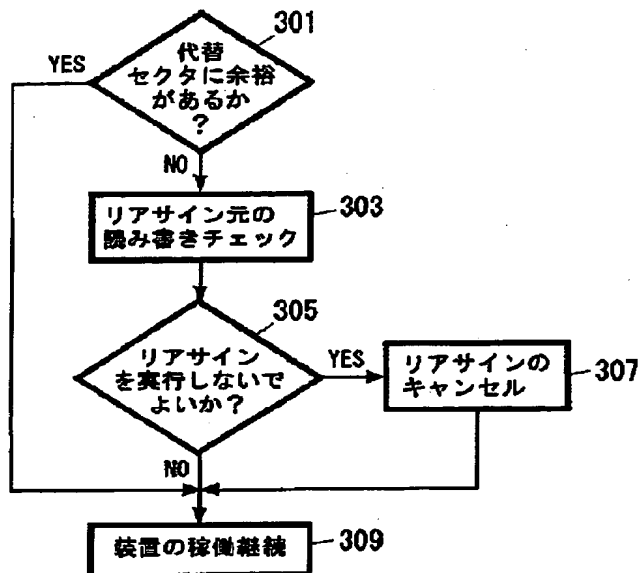 301
代替
セクタに余裕
があるか
?
YES
NO
リアサイン元の
読み書きチェック
303
305
リアサイン
を実行しないで
よいか?
YES
リアサインの
キャンセル
307
NO
装置の稼働継続
309